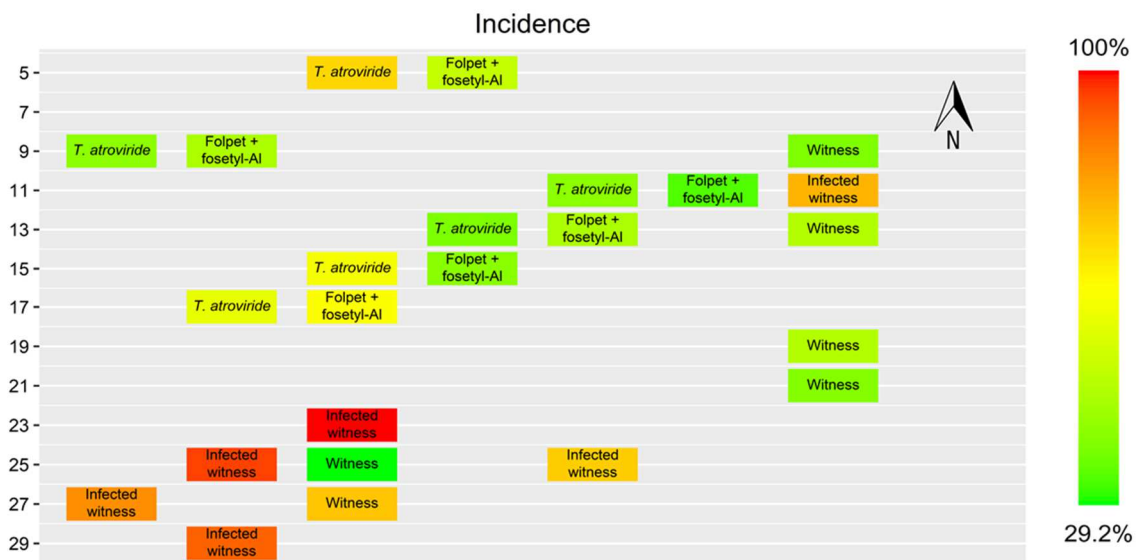 Incidence
100%
5
T. atroviride
Folpet +
fosetyl-Al
7
N
9
T. atroviride
Folpet +
fosetyl-Al
Witness
11
T. atroviride
Folpet +
fosetyl-Al
Infected
witness
13
T. atroviride
Folpet +
fosetyl-Al
Witness
15
T. atroviride
Folpet +
fosetyl-Al
17
T. atroviride
Folpet +
fosetyl-Al
19
Witness
21
Witness
23
Infected
witness
25
Infected
witness
Witness
Infected
witness
27
Infected
witness
Witness
29
Infected
witness
29.2%